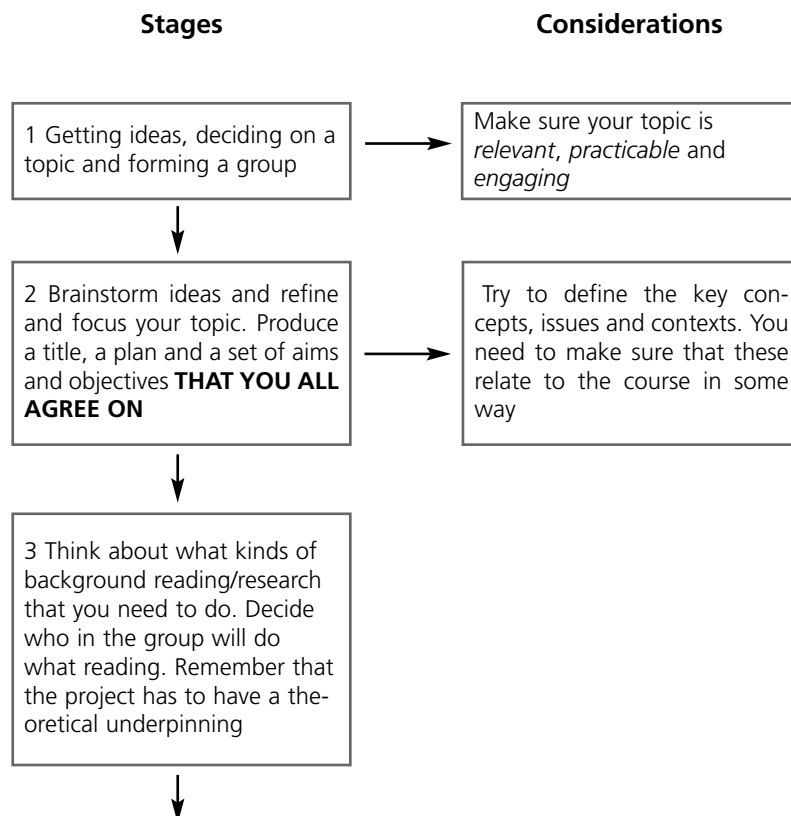 Stages
Considerations
1 Getting ideas, deciding on a
topic and forming a group
Make sure your topic is
relevant, practicable and
engaging
2 Brainstorm ideas and refine
and focus your topic. Produce
a title, a plan and a set of aims
and objectives THAT YOU ALL
AGREE ON
Try to define the key con-
cepts, issues and contexts. You
need to make sure that these
relate to the course in some
way
3 Think about what kinds of
background reading/research
that you need to do. Decide
who in the group will do
what reading. Remember that
the project has to have a the-
oretical underpinning